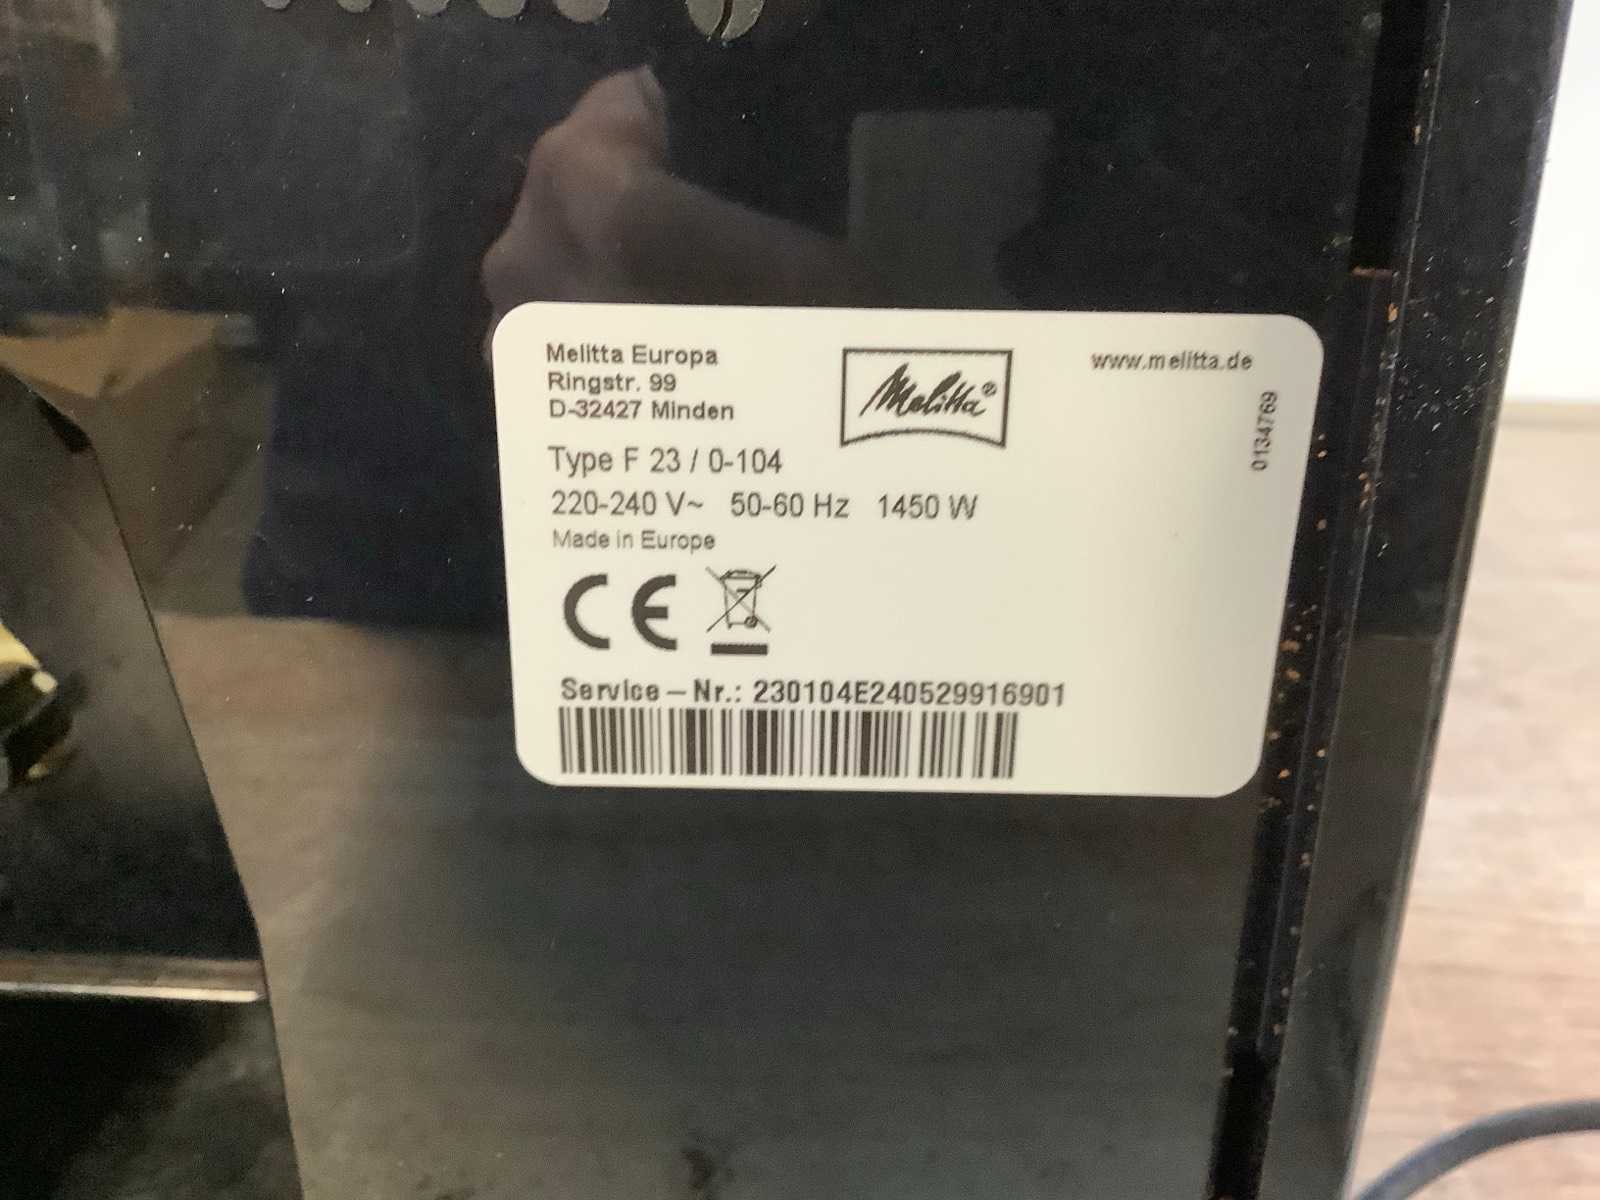 Melitta Europa
Ringstr. 99
D-32427 Minden
Melitta®
www.melitta.de
0134769
Type F 23 / 0-104
220-240 V~ 50-60 Hz 1450 W
Made in Europe
CE
Service – Nr.: 230104E240529916901